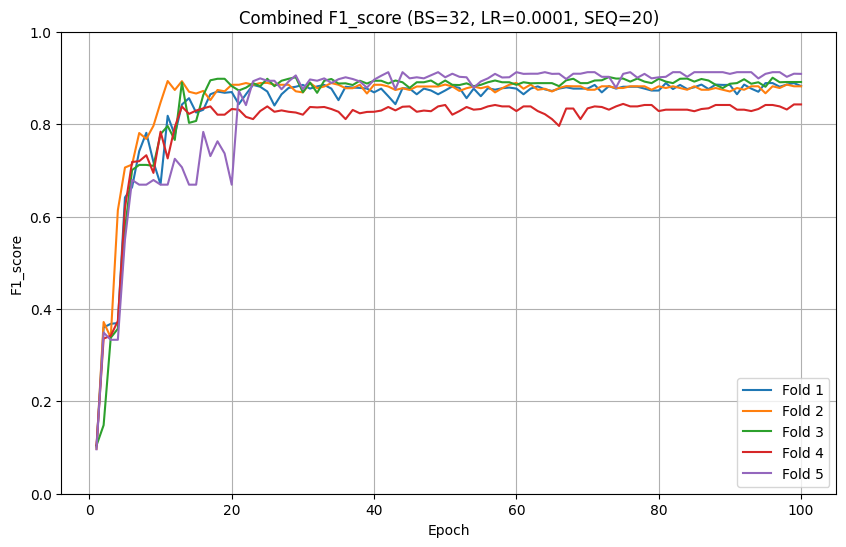 Combined F1_score (BS=32, LR=0.0001, SEQ=20)
1.0
0.8
0.6
0.4
0.2
0.0
F1_score
0 20 40 60 80 100
Epoch
Fold 1
Fold 2
Fold 3
Fold 4
Fold 5